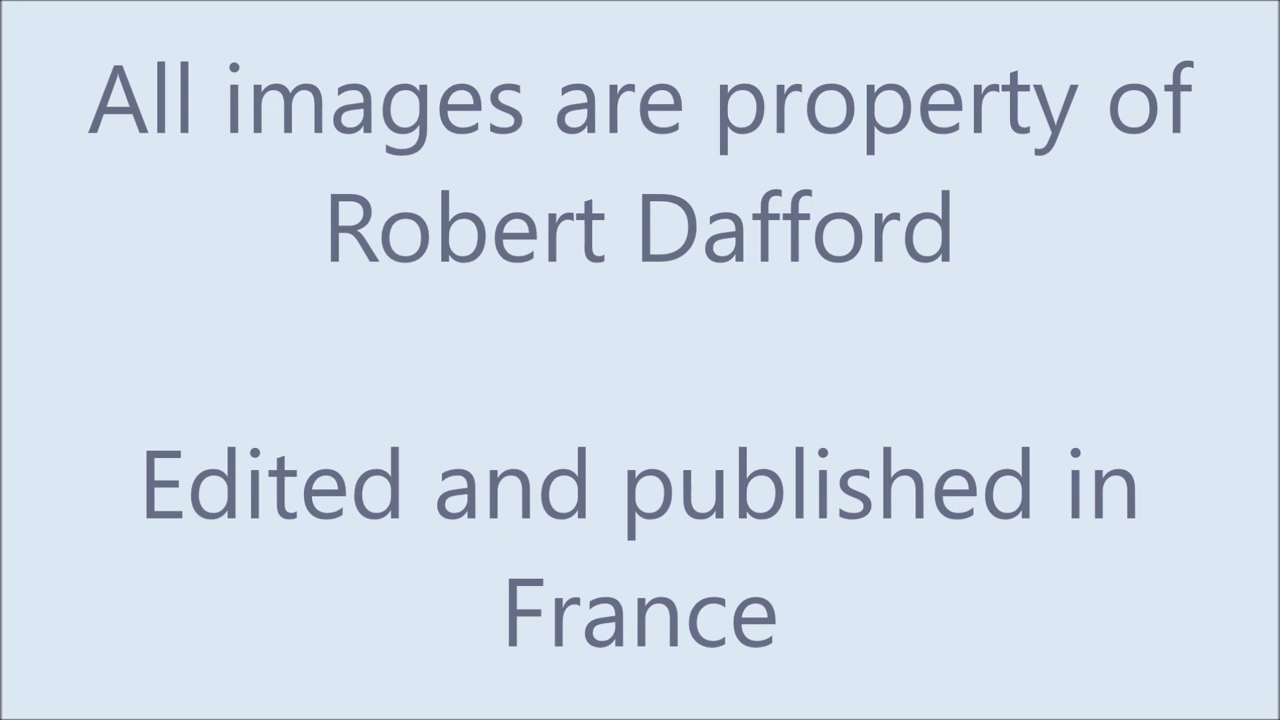 All images are property of
Robert Dafford
Edited and published in
France